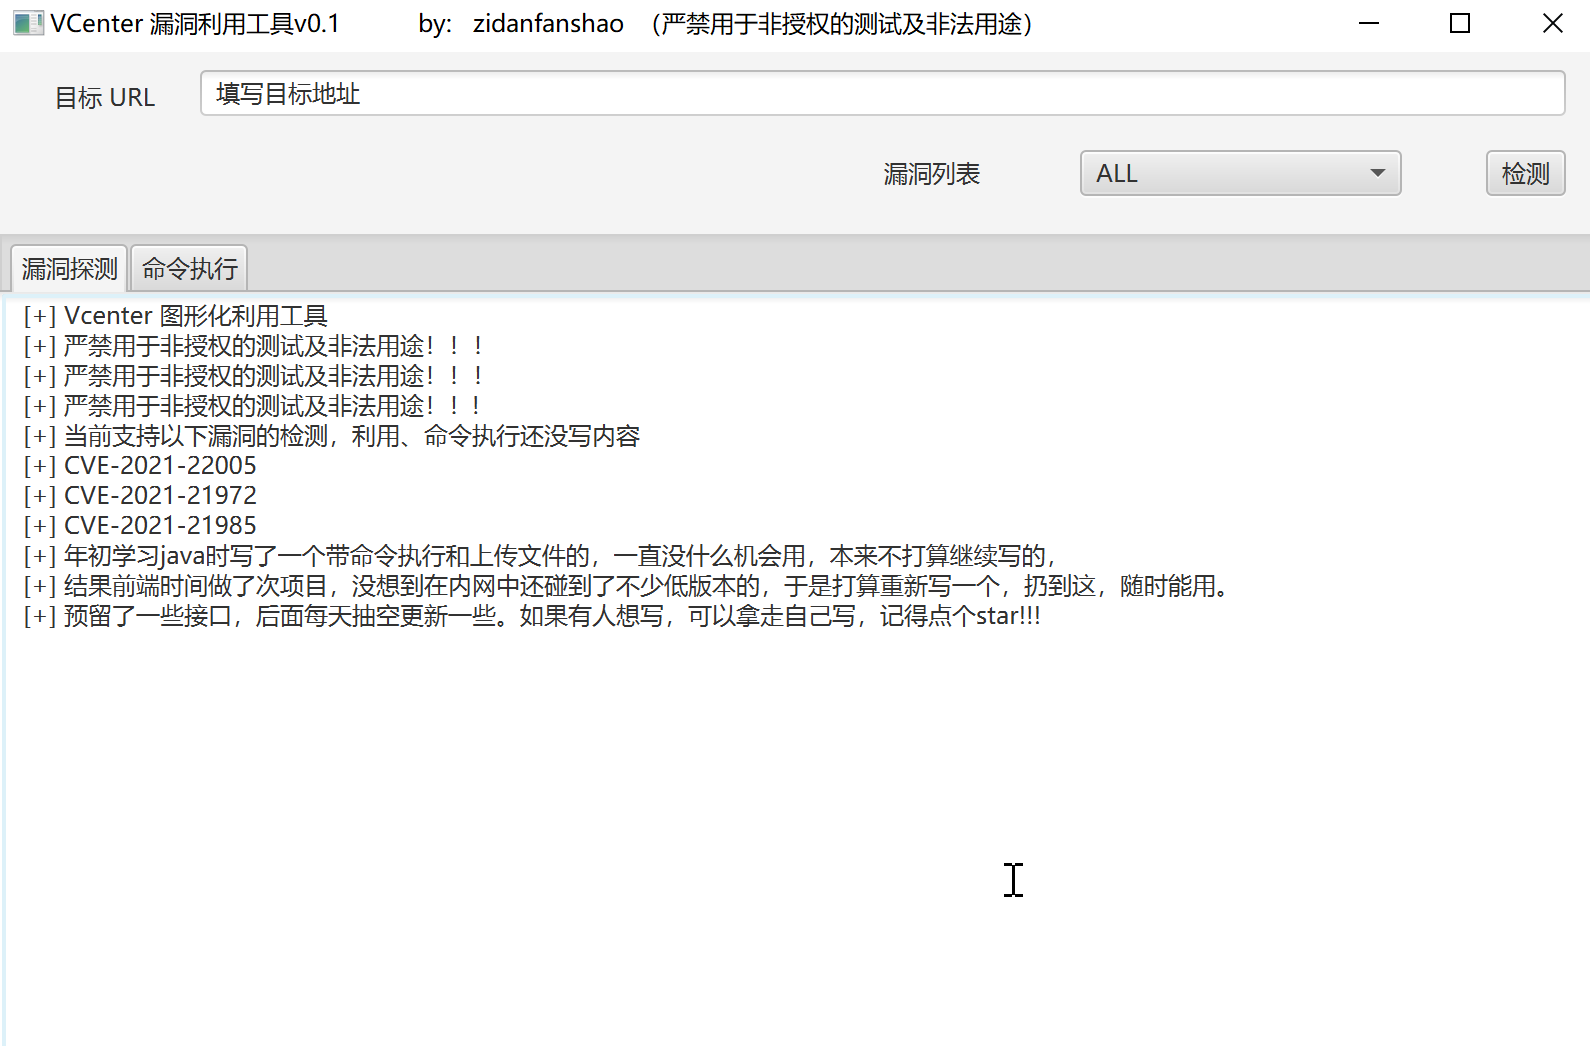 VCenter 漏洞利用工具v0.1 by: zidanfanshao （严禁用于非授权的测试及非法用途）
目标 URL 填写目标地址
漏洞列表 ALL 检测
漏洞探测 命令执行
[+] Vcenter 图形化利用工具
[+] 严禁用于非授权的测试及非法用途！！！
[+] 严禁用于非授权的测试及非法用途！！！
[+] 严禁用于非授权的测试及非法用途！！！
[+] 当前支持以下漏洞的检测，利用、命令执行还没写内容
[+] CVE-2021-22005
[+] CVE-2021-21972
[+] CVE-2021-21985
[+] 年初学习java时写了一个带命令执行和上传文件的，一直没什么机会用，本来不打算继续写的，
[+] 结果前端时间做了次项目，没想到在内网中还碰到了不少低版本的，于是打算重新写一个，扔到这，随时能用。
[+] 预留了一些接口，后面每天抽空更新一些。如果有人想写，可以拿走自己写，记得点个star!!!